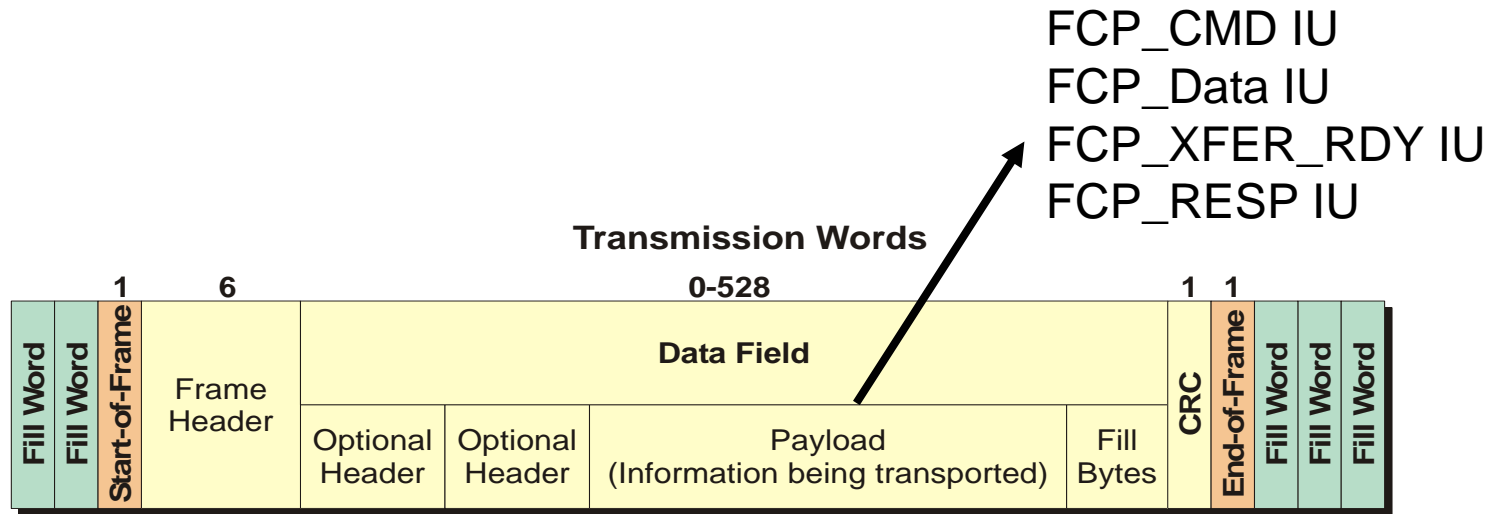 FCP_CMD IU
FCP_Data IU
FCP_XFER_RDY IU
FCP_RESP IU
Transmission Words
1 6 0-528 1 1
Fill Word
Fill Word
Start-of-Frame
Frame
Header
Data Field
Optional
Header
Optional
Header
Payload
(Information being transported)
Fill
Bytes
CRC
End-of-Frame
Fill Word
Fill Word
Fill Word